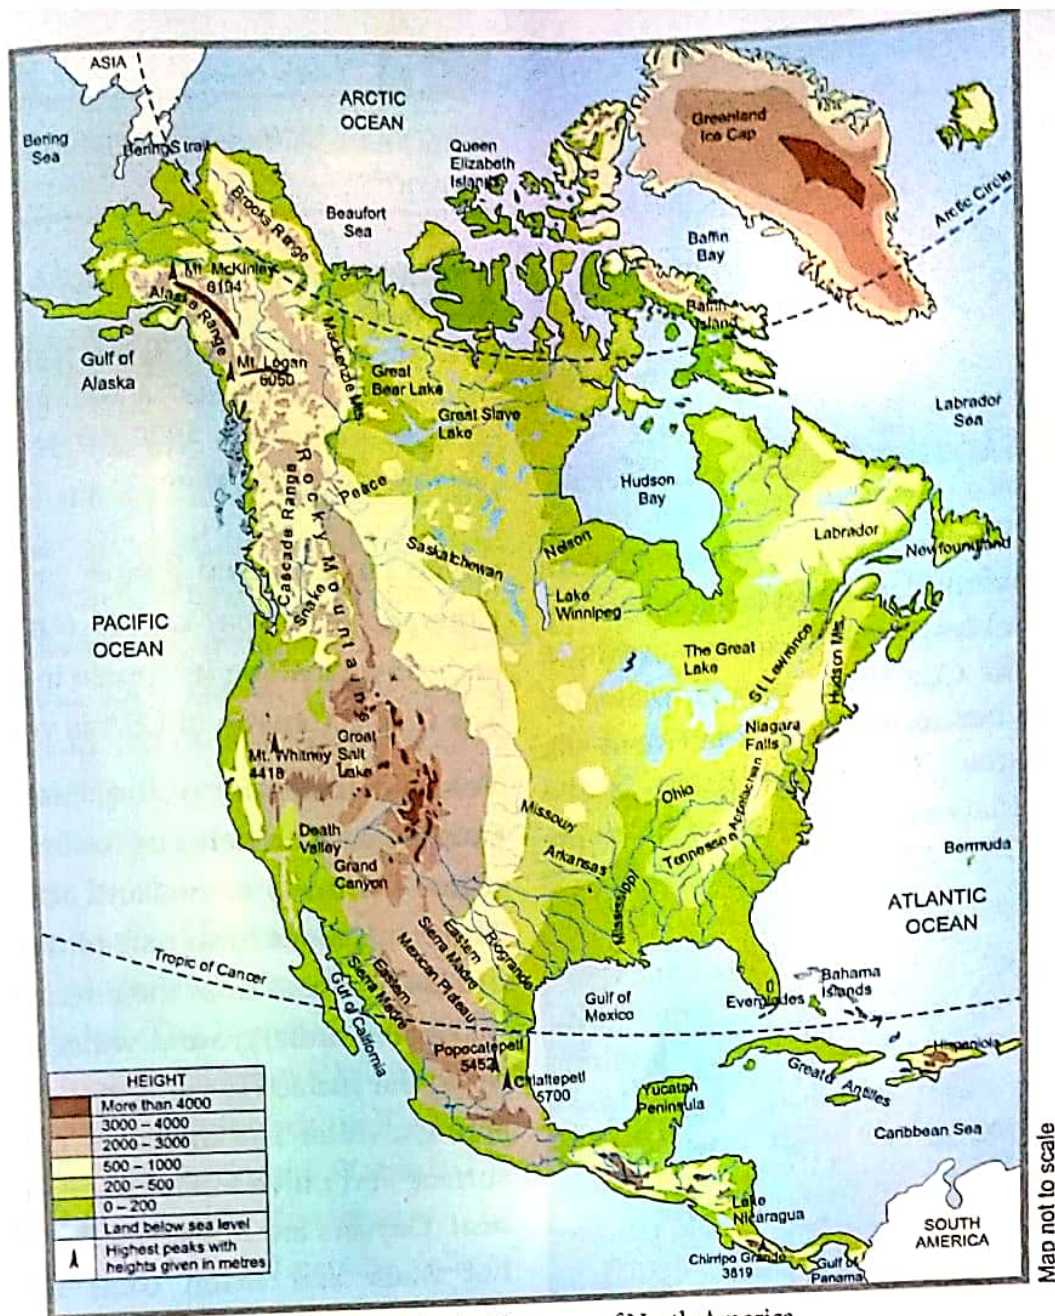 ASIA
ARCTIC
OCEAN
Bering
Sea
Bering Strait
Queen
Elizabeth
Islands
Greenland
Ice Cap
Arctic Circle
Beaufort
Sea
Brooks Range
Baffin
Bay
Mt. McKinley
6194
Baffin
Island
Alaska Range
Gulf of
Alaska
Mt. Logan
6050
Mackenzie Mts
Great
Bear Lake
Great Slave
Lake
Labrador
Sea
Hudson
Bay
Peace
Rocky Mountains
Cascade Range
Snake
Saskatchewan
Nelson
Labrador
Newfoundland
Lake
Winnipeg
PACIFIC
OCEAN
The Great
Lake
St Lawrence
Hudson Mts.
Niagara
Falls
Mt. Whitney
4418
Great
Salt
Lake
Ohio
Appalachian
Missouri
Tennessee
Death
Valley
Grand
Canyon
Arkansas
Mississippi
Bermuda
ATLANTIC
OCEAN
Eastern
Sierra Madre
Riogrande
Mexican Plateau
Eastern
Sierra Madre
Tropic of Cancer
Gulf of California
Gulf of
Mexico
Everglades
Bahama
Islands
Popocatepetl
5452
Citlaltepetl
5700
Yucatan
Peninsula
Greater Antilles
Hispaniola
Caribbean Sea
Lake
Nicaragua
Chirripo Grande
3819
Gulf of
Panama
SOUTH
AMERICA
HEIGHT
More than 4000
3000 – 4000
2000 – 3000
500 – 1000
200 – 500
0 – 200
Land below sea level
Highest peaks with
heights given in metres
Map not to scale
of North America